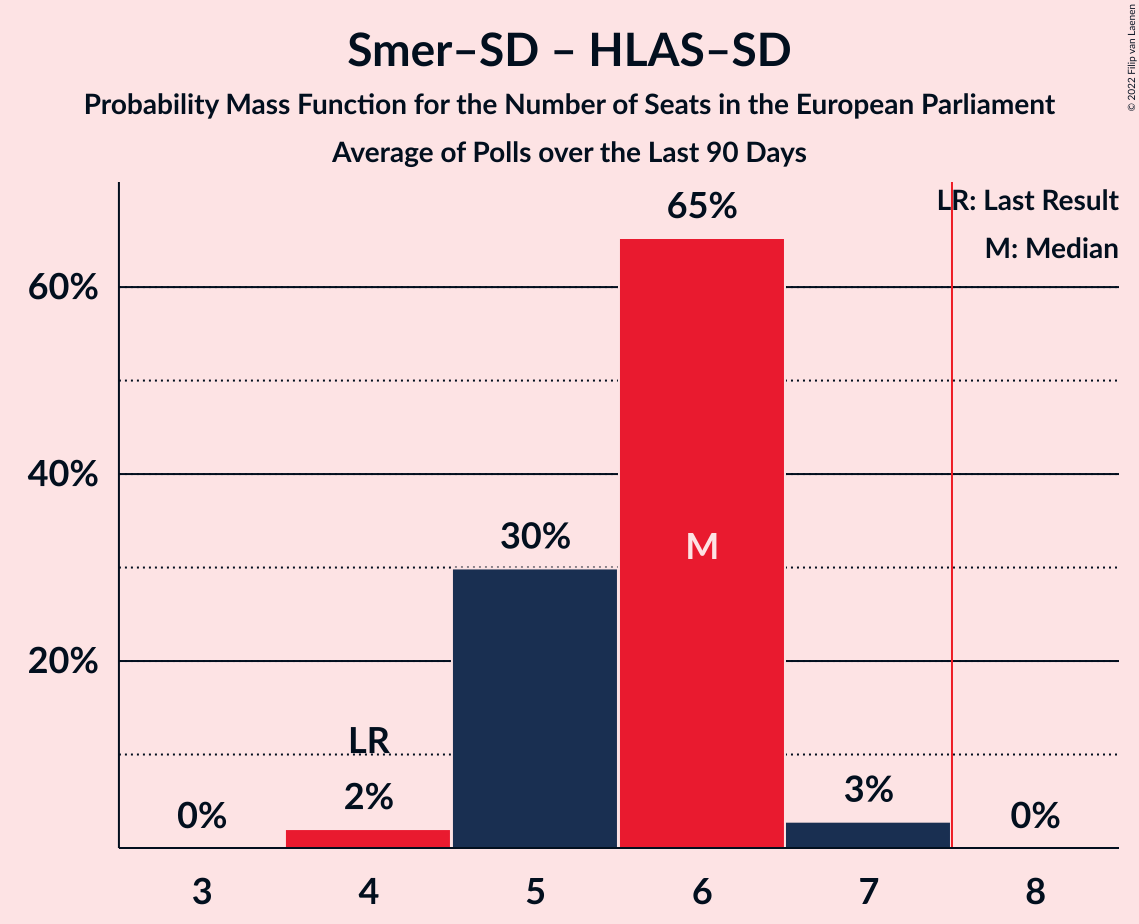 Smer–SD – HLAS–SD
Probability Mass Function for the Number of Seats in the European Parliament
Average of Polls over the Last 90 Days
© 2022 Filip van Laenen
LR: Last Result
M: Median
65%
60%
40%
30%
M
20%
LR
0%
2%
3%
0%
3
4
5
6
7
8